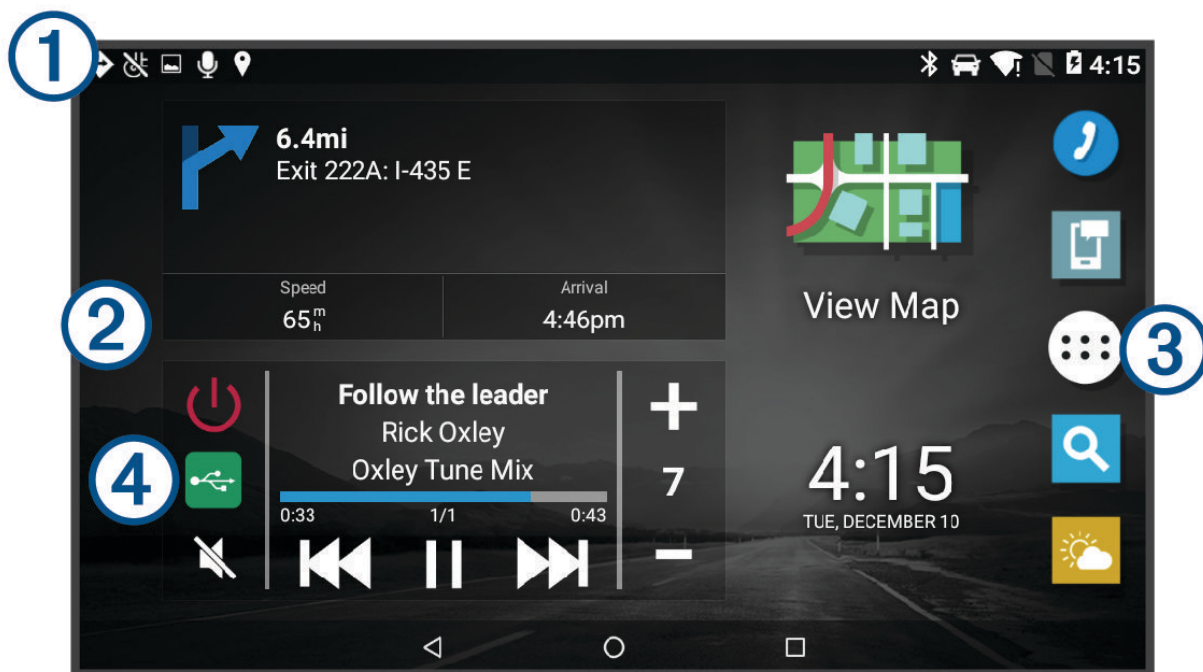 1
4:15
6.4mi
Exit 222A: I-435 E
Speed
65 m h
Arrival
4:46pm
2
View Map
3
Follow the leader
Rick Oxley
Oxley Tune Mix
0:33 1/1 0:43
7
4
4:15
TUE, DECEMBER 10